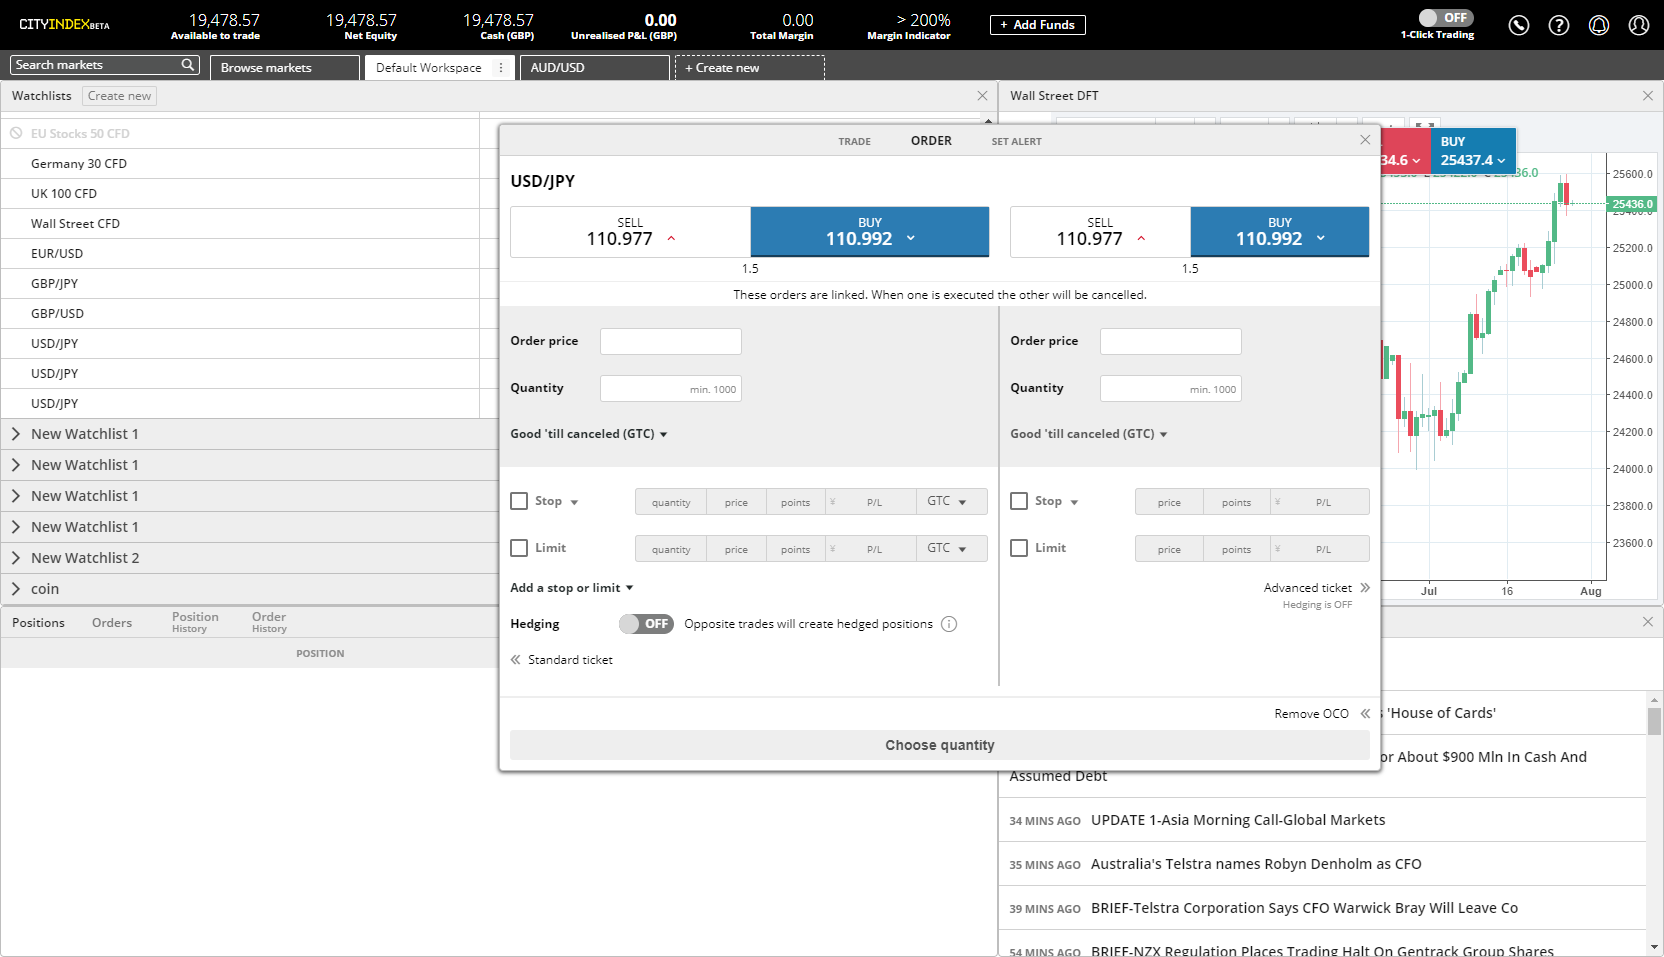 CITYINDEXBETA
19,478.57
Available to trade
19,478.57
Net Equity
19,478.57
Cash (GBP)
0.00
Unrealised P&L (GBP)
0.00
Total Margin
> 200%
Margin Indicator
+ Add Funds
OFF
1-Click Trading
Search markets
Browse markets
Default Workspace
AUD/USD
+ Create new
Watchlists
Create new
EU Stocks 50 CFD
Germany 30 CFD
UK 100 CFD
Wall Street CFD
EUR/USD
GBP/JPY
GBP/USD
USD/JPY
USD/JPY
USD/JPY
New Watchlist 1
New Watchlist 1
New Watchlist 1
New Watchlist 1
New Watchlist 2
coin
Positions
Orders
Position History
Order History
POSITION
TRADE
ORDER
SET ALERT
USD/JPY
SELL
110.977
BUY
110.992
1.5
SELL
110.977
BUY
110.992
1.5
These orders are linked. When one is executed the other will be cancelled.
Order price
Quantity
min. 1000
Good 'till canceled (GTC)
Order price
Quantity
min. 1000
Good 'till canceled (GTC)
Stop
quantity price points ¥ P/L GTC
Limit
quantity price points ¥ P/L GTC
Add a stop or limit
Hedging
OFF
Opposite trades will create hedged positions
Standard ticket
Stop
price points ¥ P/L
Limit
price points ¥ P/L
Advanced ticket
Hedging is OFF
Remove OCO
Choose quantity
Wall Street DFT
34.6
BUY
25437.4
36.0
25600.0
25436.0
25200.0
25000.0
24800.0
24600.0
24400.0
24200.0
24000.0
23800.0
23600.0
Jul
16
Aug
'House of Cards'
or About $900 Mln In Cash And
Assumed Debt
34 MINS AGO UPDATE 1-Asia Morning Call-Global Markets
35 MINS AGO Australia's Telstra names Robyn Denholm as CFO
39 MINS AGO BRIEF-Telstra Corporation Says CFO Warwick Bray Will Leave Co
54 MINS AGO BRIEF-NZX Regulation Places Trading Halt On Gentrack Group Shares